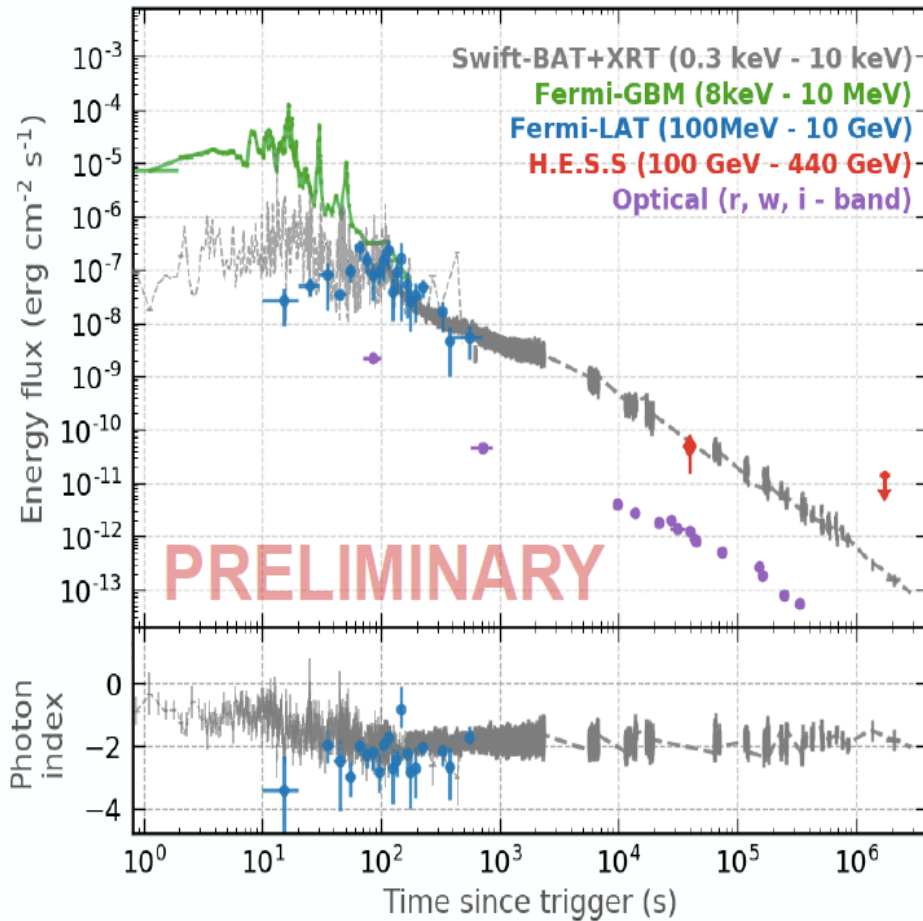 Swift-BAT+XRT (0.3 keV - 10 keV)
Fermi-GBM (8keV - 10 MeV)
Fermi-LAT (100MeV - 10 GeV)
H.E.S.S (100 GeV - 440 GeV)
Optical (r, w, i - band)
Energy flux (erg cm⁻² s⁻¹)
10⁻³
10⁻⁴
10⁻⁵
10⁻⁶
10⁻⁷
10⁻⁸
10⁻⁹
10⁻¹⁰
10⁻¹¹
10⁻¹²
10⁻¹³
PRELIMINARY
Photon
index
0
−2
−4
10⁰
10¹
10²
10³
10⁴
10⁵
10⁶
Time since trigger (s)